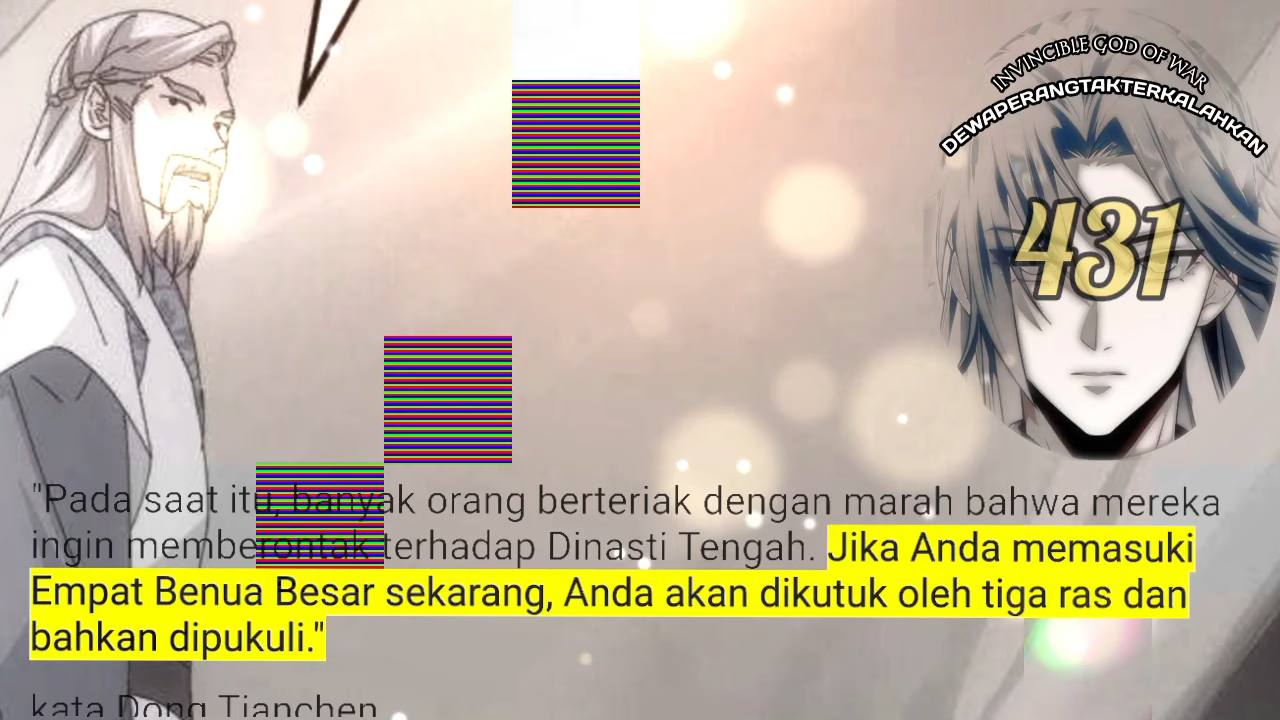 INVINCIBLE GOD OF WAR
DEWAPERANGTAKTERKALAHKAN
431
"Pada saat itu, banyak orang berteriak dengan marah bahwa mereka
ingin memberontak terhadap Dinasti Tengah. Jika Anda memasuki
Empat Benua Besar sekarang, Anda akan dikutuk oleh tiga ras dan
bahkan dipukuli."
kata Dong Tianchen